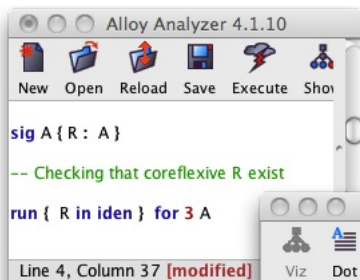 Alloy Analyzer 4.1.10
New Open Reload Save Execute Show
sig A { R : A }
-- Checking that coreflexive R exist
run { R in iden } for 3 A
Viz Dot
Line 4, Column 37 [modified]